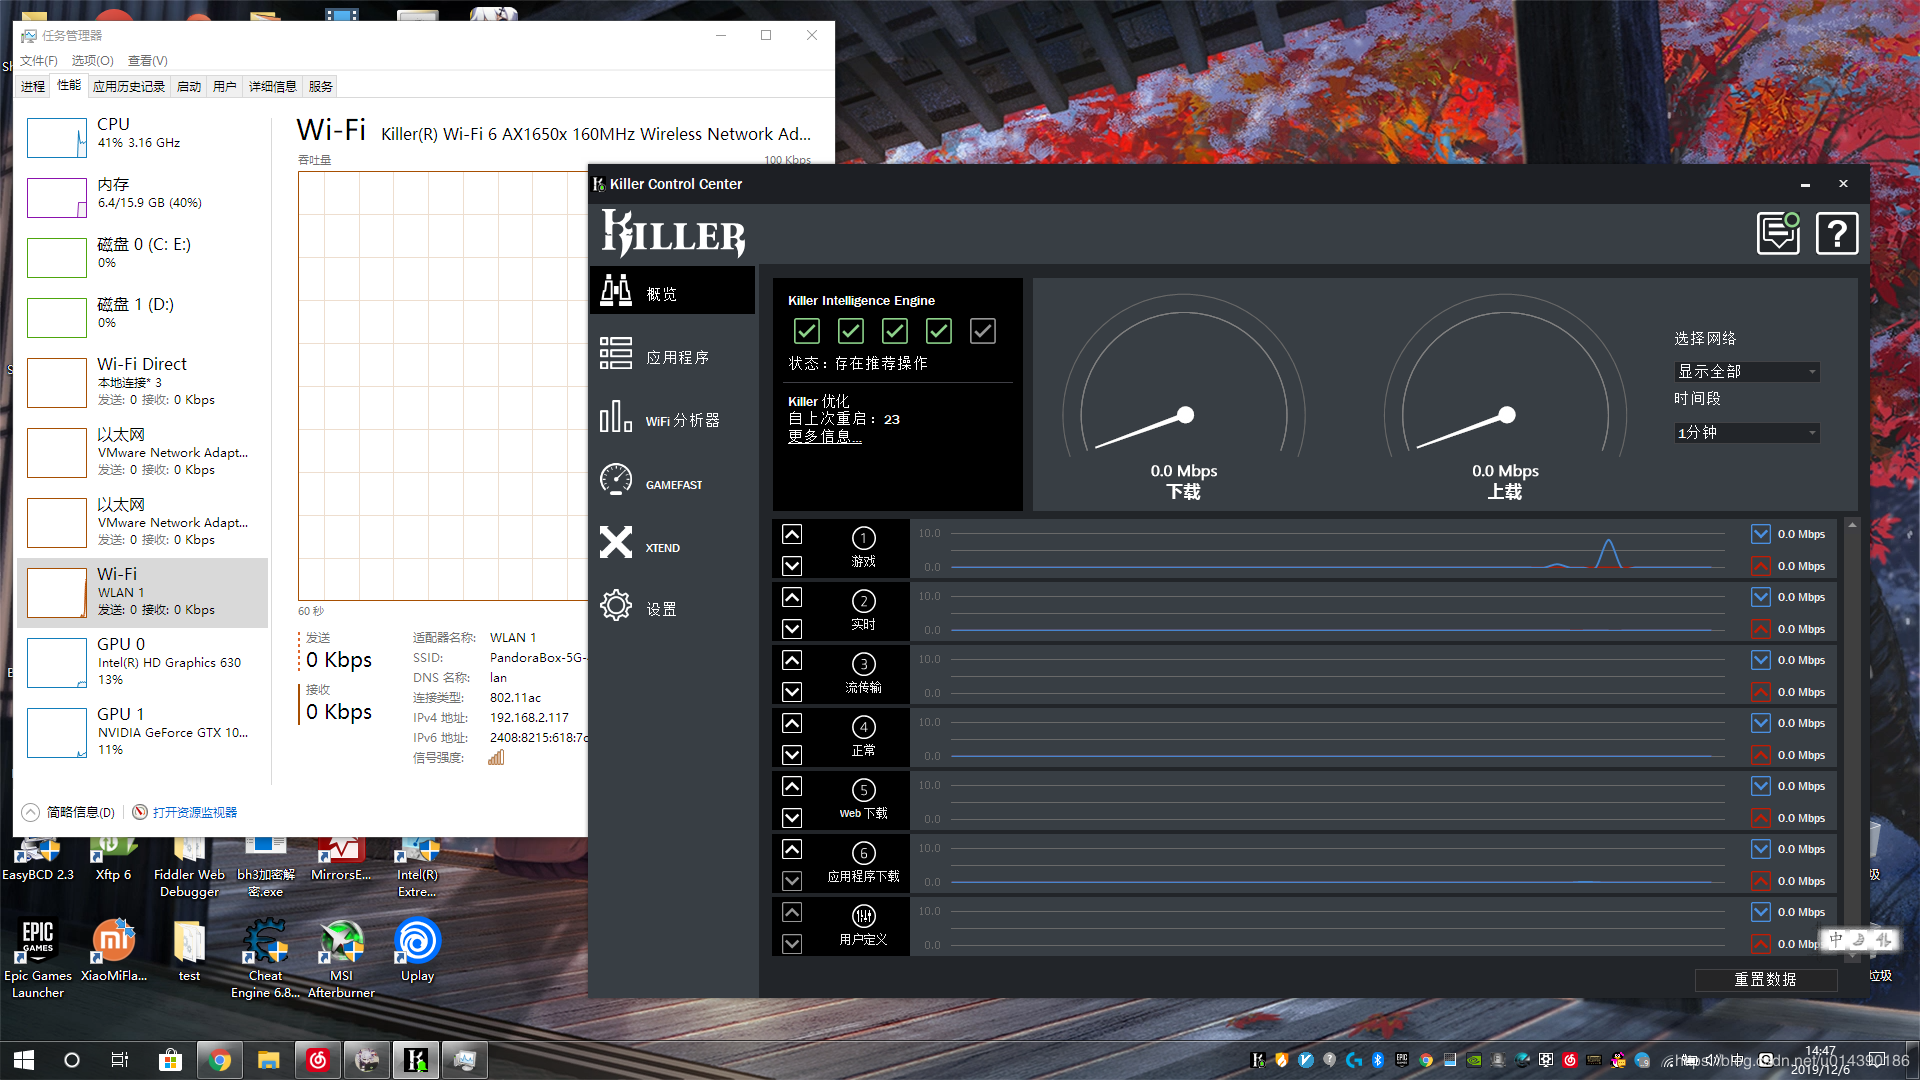 任务管理器
文件(F) 选项(O) 查看(V)
进程 性能 应用历史记录 启动 用户 详细信息 服务
CPU
41% 3.16 GHz
内存
6.4/15.9 GB (40%)
磁盘 0 (C: E:)
0%
磁盘 1 (D:)
0%
Wi-Fi Direct
本地连接* 3
发送: 0 接收: 0 Kbps
以太网
VMware Network Adapt...
发送: 0 接收: 0 Kbps
以太网
VMware Network Adapt...
发送: 0 接收: 0 Kbps
Wi-Fi
WLAN 1
发送: 0 接收: 0 Kbps
GPU 0
Intel(R) HD Graphics 630
13%
GPU 1
NVIDIA GeForce GTX 10...
11%
Wi-Fi
Killer(R) Wi-Fi 6 AX1650x 160MHz Wireless Network Ad...
吞吐量
100 Kbps
60 秒
发送
0 Kbps
接收
0 Kbps
适配器名称: WLAN 1
SSID: PandoraBox-5G-
DNS 名称: lan
连接类型: 802.11ac
IPv4 地址: 192.168.2.117
IPv6 地址: 2408:8215:618:7c
信号强度:
简略信息(D)
打开资源监视器
Killer Control Center
KILLER
?
概览
应用程序
WiFi 分析器
GAMEFAST
XTEND
设置
Killer Intelligence Engine
状态：存在推荐操作
Killer 优化
自上次重启：23
更多信息...
0.0 Mbps
下载
0.0 Mbps
上载
选择网络
显示全部
时间段
1分钟
1
游戏
10.0
0.0
0.0 Mbps
0.0 Mbps
2
实时
10.0
0.0
0.0 Mbps
0.0 Mbps
3
流传输
10.0
0.0
0.0 Mbps
0.0 Mbps
4
正常
10.0
0.0
0.0 Mbps
0.0 Mbps
5
Web 下载
10.0
0.0
0.0 Mbps
0.0 Mbps
6
应用程序下载
10.0
0.0
0.0 Mbps
0.0 Mbps
用户定义
10.0
0.0
0.0 Mbps
0.0 Mbp
重置数据
中
垃圾
EasyBCD 2.3
Xftp 6
Fiddler Web
Debugger
bh3加密解
密.exe
MirrorsE...
Intel(R)
Extre...
EPIC
GAMES
Epic Games
Launcher
XiaoMiFla...
test
Cheat
Engine 6.8...
MSI
Afterburner
Uplay
中
14:47
2019/12/6
https://blog.csdn.net/u014390186